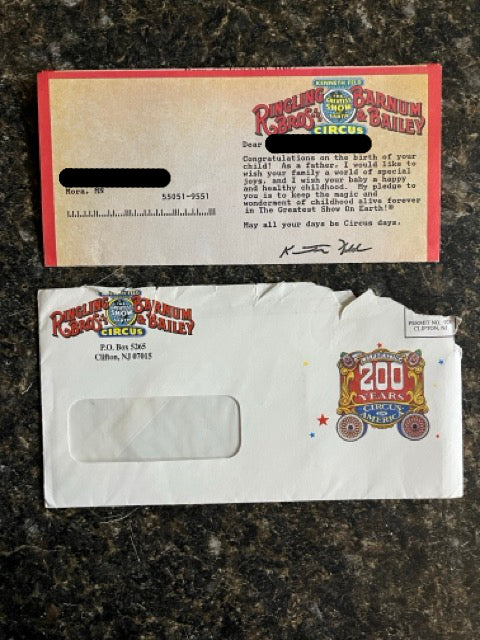 KENNETH FELD
RINGLING BROS. & BARNUM & BAILEY
THE GREATEST SHOW ON EARTH
CIRCUS
Dear
Congratulations on the birth of your
child! As a father, I would like to
wish your family a world of special
joys, and I wish your baby a happy
and healthy childhood. My pledge to
you is to keep the magic and
wonderment of childhood alive forever
in The Greatest Show On Earth!®
May all your days be Circus days.
Mora, MN 55051-9551
RINGLING BROS. & BARNUM & BAILEY
THE GREATEST SHOW ON EARTH
CIRCUS
P.O. Box 5265
Clifton, NJ 07015
PERMIT NO.
CLIFTON, NJ
200
YEARS
CIRCUS
IN
AMERICA